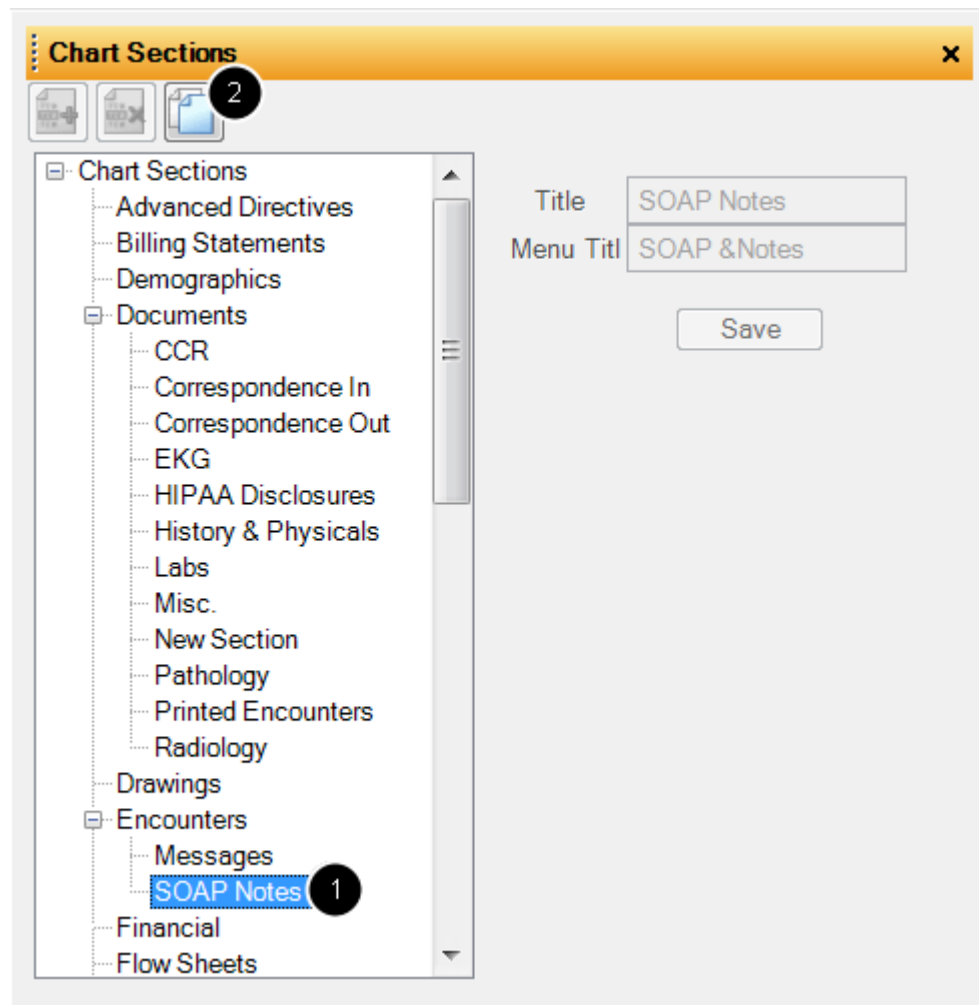 Chart Sections
2
Chart Sections
Advanced Directives
Billing Statements
Demographics
Documents
CCR
Correspondence In
Correspondence Out
EKG
HIPAA Disclosures
History & Physicals
Labs
Misc.
New Section
Pathology
Printed Encounters
Radiology
Drawings
Encounters
Messages
SOAP Notes 1
Financial
Flow Sheets
Title SOAP Notes
Menu Titl SOAP &Notes
Save